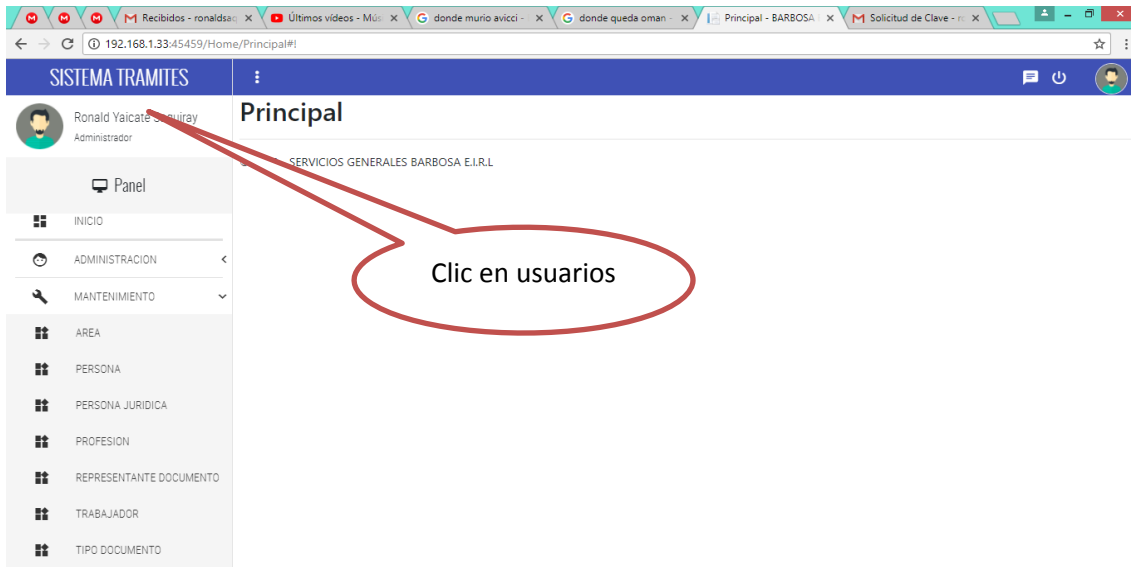 Recibidos - ronaldsac
Últimos vídeos - Mús
donde murio avicci -
donde queda oman -
Principal - BARBOSA
Solicitud de Clave - ro
192.168.1.33:45459/Home/Principal#!
SISTEMA TRAMITES
Ronald Yaicate
Administrador
Principal
SERVICIOS GENERALES BARBOSA E.I.R.L
Panel
INICIO
ADMINISTRACION
Clic en usuarios
MANTENIMIENTO
AREA
PERSONA
PERSONA JURIDICA
PROFESION
REPRESENTANTE DOCUMENTO
TRABAJADOR
TIPO DOCUMENTO